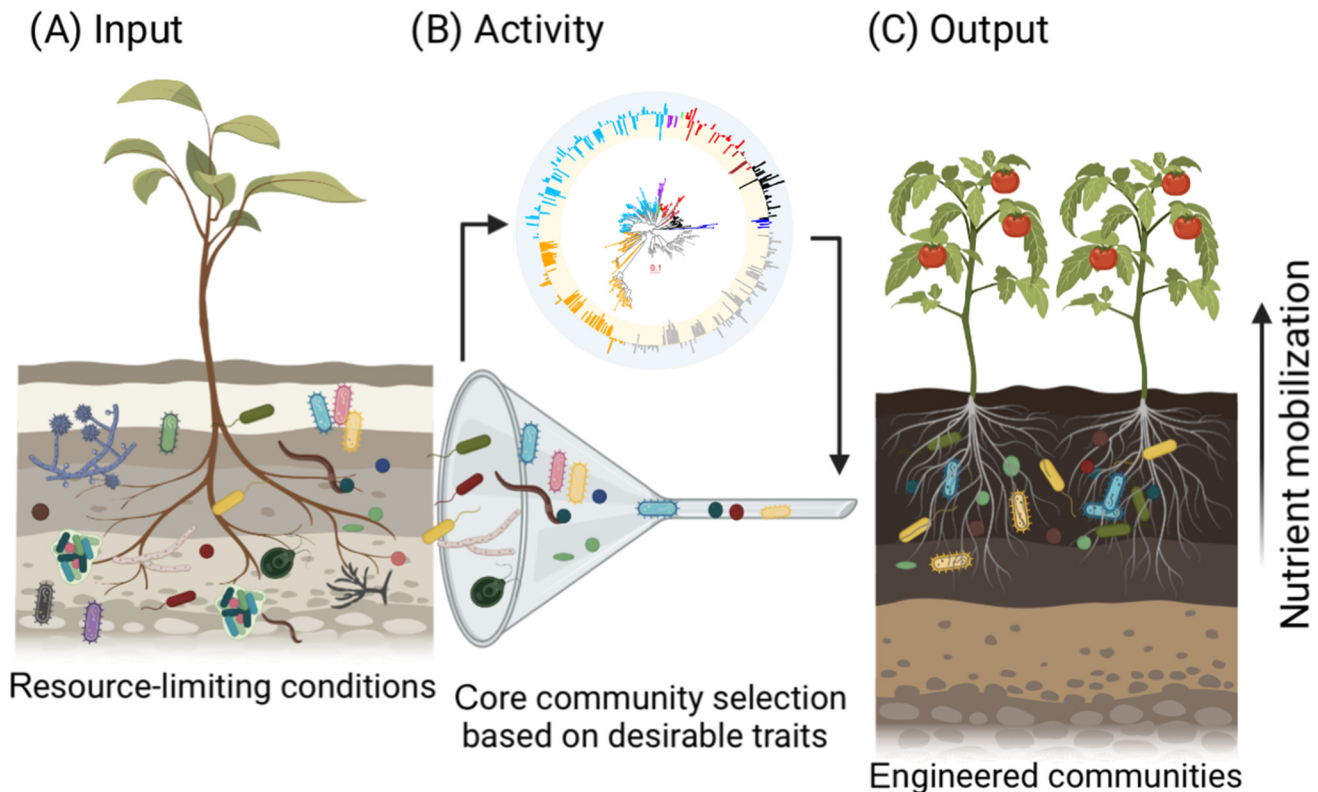 (A) Input
(B) Activity
(C) Output
0.1
Resource-limiting conditions
Core community selection
based on desirable traits
Engineered communities
Nutrient mobilization